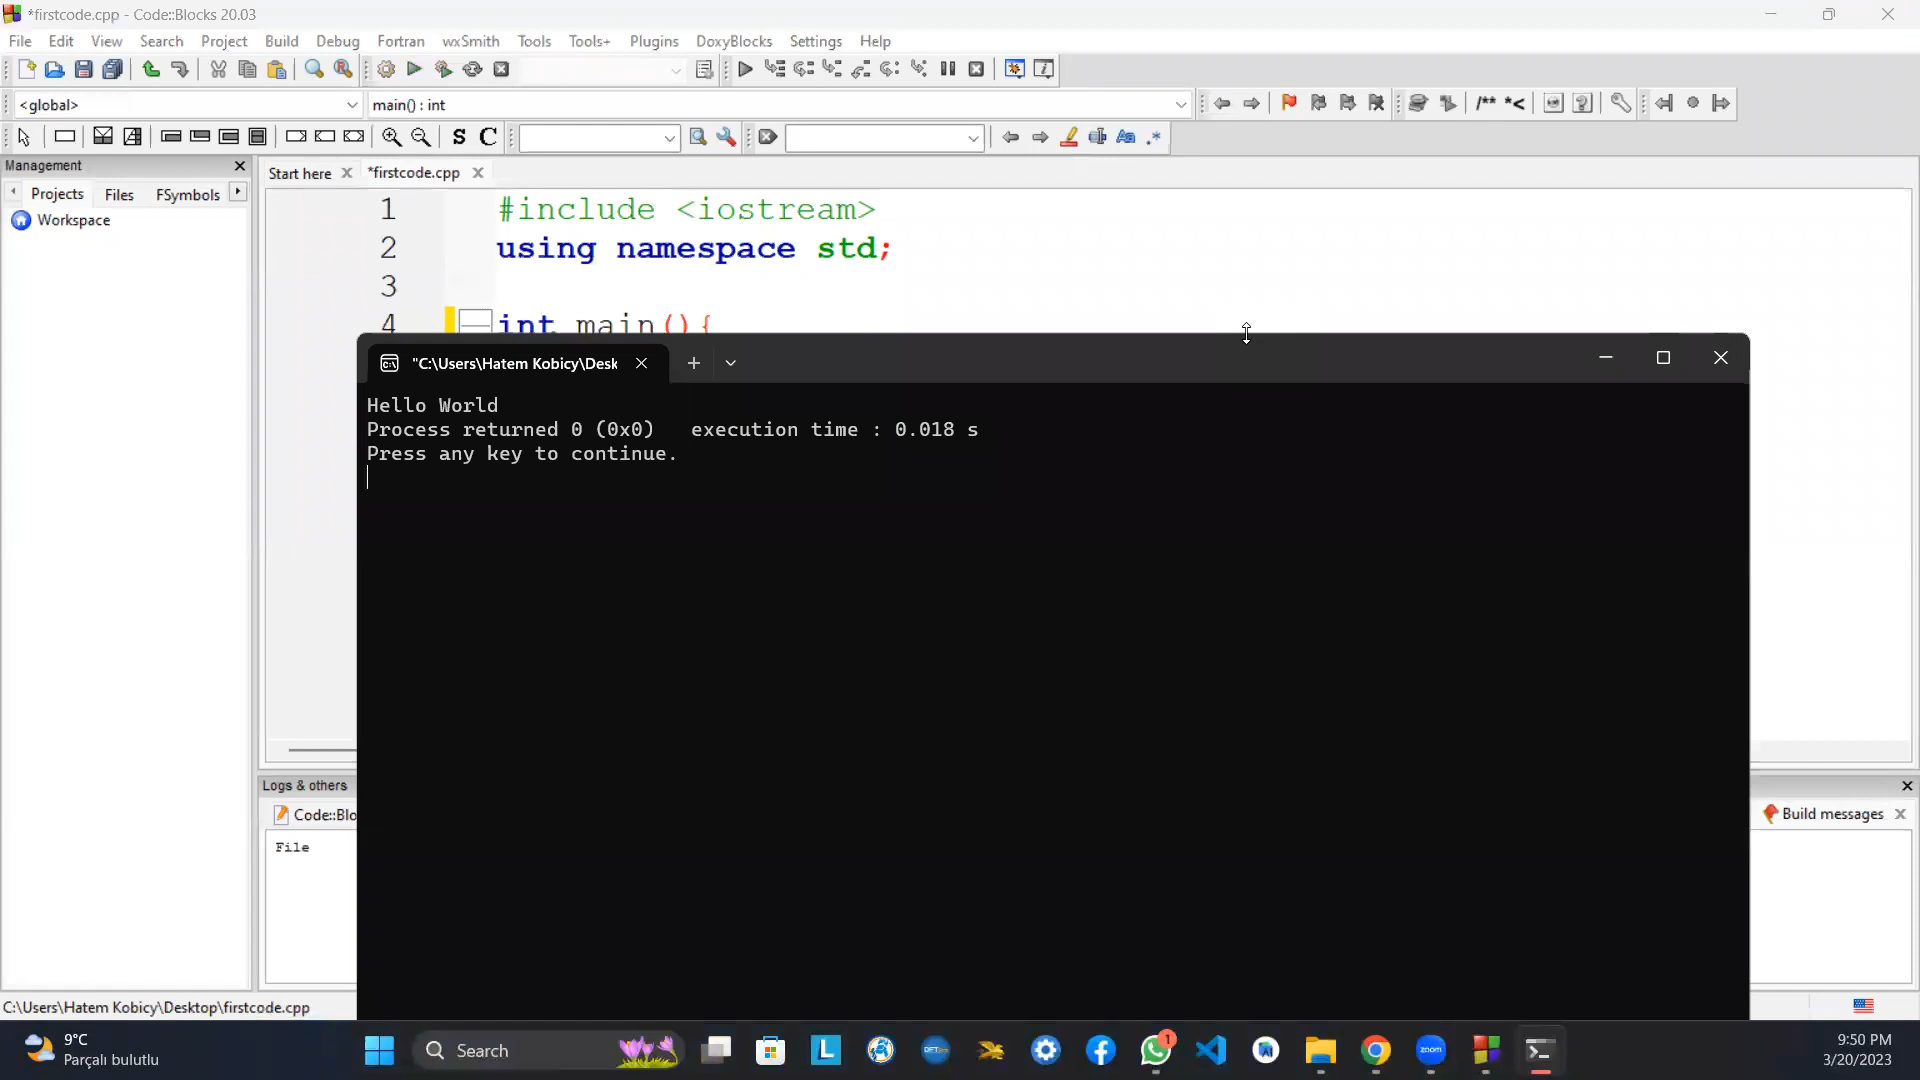 *firstcode.cpp - Code::Blocks 20.03
File Edit View Search Project Build Debug Fortran wxSmith Tools Tools+ Plugins DoxyBlocks Settings Help
<global> main() : int
/** *<
S C Aa .*
Management
Projects Files FSymbols
Workspace
Start here *firstcode.cpp
1 #include <iostream>
2 using namespace std;
3
4 int main(){
"C:\Users\Hatem Kobicy\Desk
Hello World
Process returned 0 (0x0)   execution time : 0.018 s
Press any key to continue.
Logs & others
Code::Blo
Build messages
File
C:\Users\Hatem Kobicy\Desktop\firstcode.cpp
9°C
Parçalı bulutlu
Search
L
1
zoom
9:50 PM
3/20/2023